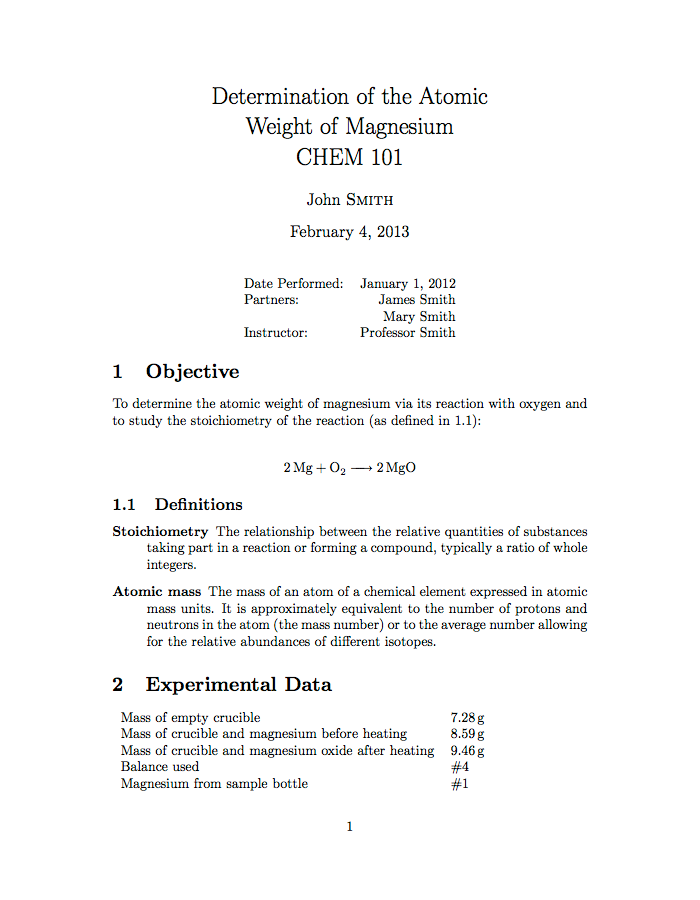 Determination of the Atomic
Weight of Magnesium
CHEM 101
John SMITH
February 4, 2013
Date Performed: January 1, 2012
Partners: James Smith
Mary Smith
Instructor: Professor Smith
1 Objective
To determine the atomic weight of magnesium via its reaction with oxygen and
to study the stoichiometry of the reaction (as defined in 1.1):
2 Mg + O₂ ⟶ 2 MgO
1.1 Definitions
Stoichiometry The relationship between the relative quantities of substances
taking part in a reaction or forming a compound, typically a ratio of whole
integers.
Atomic mass The mass of an atom of a chemical element expressed in atomic
mass units. It is approximately equivalent to the number of protons and
neutrons in the atom (the mass number) or to the average number allowing
for the relative abundances of different isotopes.
2 Experimental Data
Mass of empty crucible 7.28 g
Mass of crucible and magnesium before heating 8.59 g
Mass of crucible and magnesium oxide after heating 9.46 g
Balance used #4
Magnesium from sample bottle #1
1